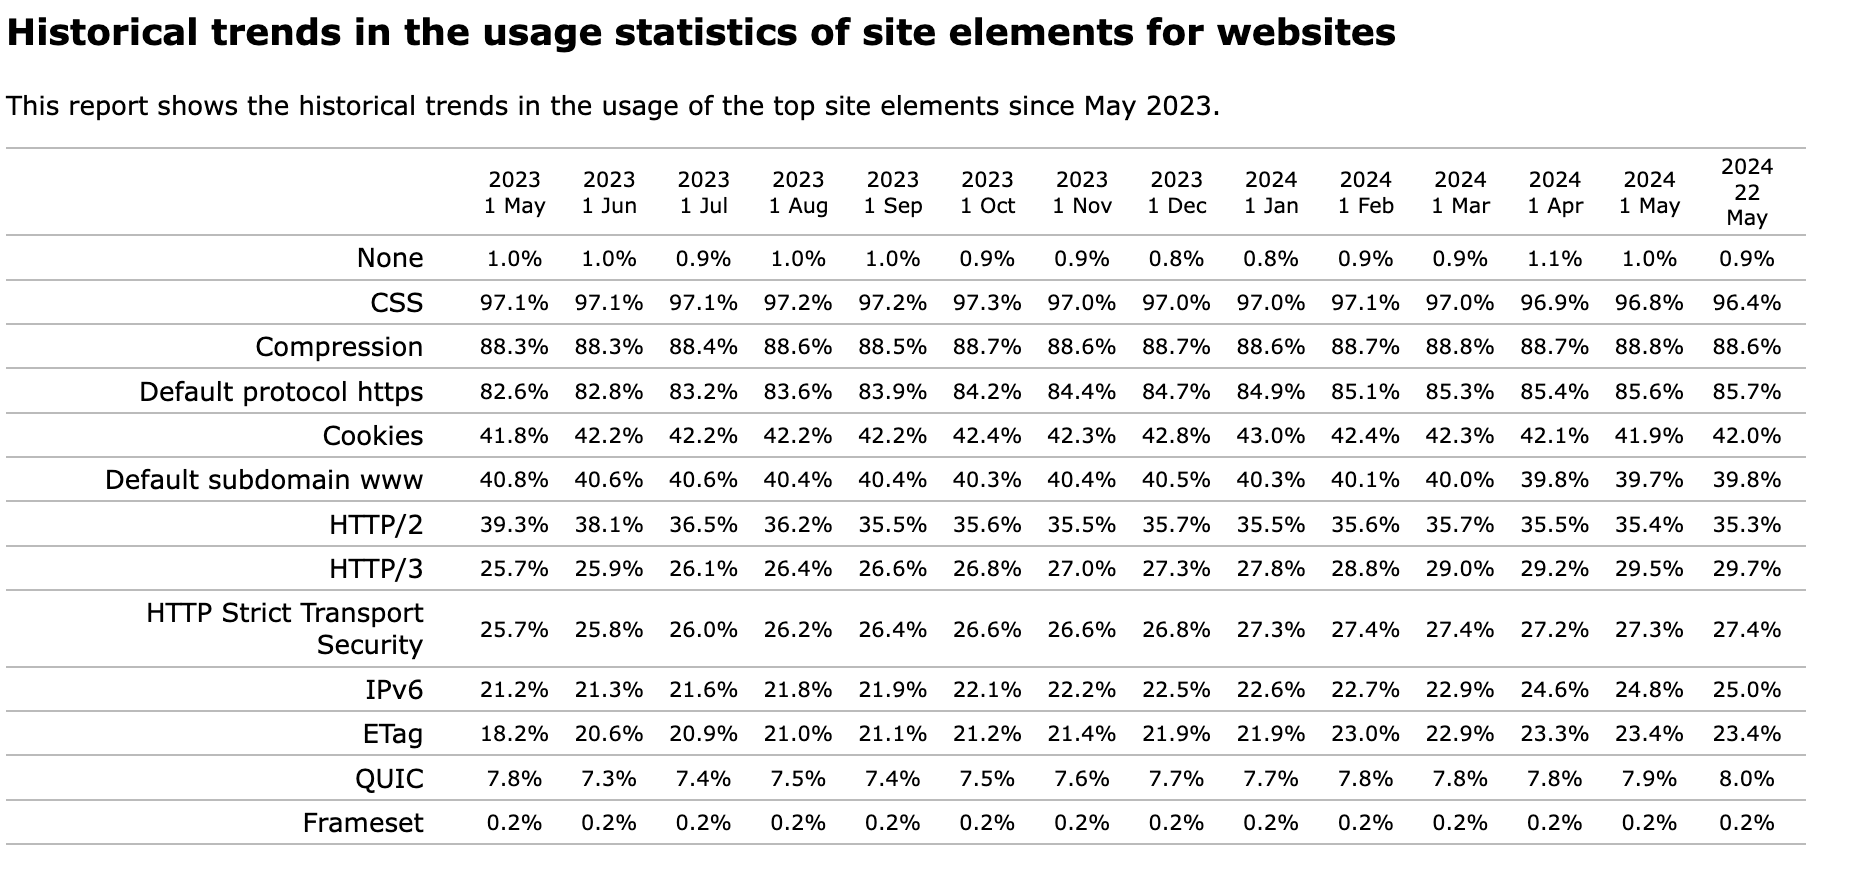 Historical trends in the usage statistics of site elements for websites
This report shows the historical trends in the usage of the top site elements since May 2023.
2023 1 May 2023 1 Jun 2023 1 Jul 2023 1 Aug 2023 1 Sep 2023 1 Oct 2023 1 Nov 2023 1 Dec 2024 1 Jan 2024 1 Feb 2024 1 Mar 2024 1 Apr 2024 1 May 2024 22 May
None 1.0% 1.0% 0.9% 1.0% 1.0% 0.9% 0.9% 0.8% 0.8% 0.9% 0.9% 1.1% 1.0% 0.9%
CSS 97.1% 97.1% 97.1% 97.2% 97.2% 97.3% 97.0% 97.0% 97.0% 97.1% 97.0% 96.9% 96.8% 96.4%
Compression 88.3% 88.3% 88.4% 88.6% 88.5% 88.7% 88.6% 88.7% 88.6% 88.7% 88.8% 88.7% 88.8% 88.6%
Default protocol https 82.6% 82.8% 83.2% 83.6% 83.9% 84.2% 84.4% 84.7% 84.9% 85.1% 85.3% 85.4% 85.6% 85.7%
Cookies 41.8% 42.2% 42.2% 42.2% 42.2% 42.4% 42.3% 42.8% 43.0% 42.4% 42.3% 42.1% 41.9% 42.0%
Default subdomain www 40.8% 40.6% 40.6% 40.4% 40.4% 40.3% 40.4% 40.5% 40.3% 40.1% 40.0% 39.8% 39.7% 39.8%
HTTP/2 39.3% 38.1% 36.5% 36.2% 35.5% 35.6% 35.5% 35.7% 35.5% 35.6% 35.7% 35.5% 35.4% 35.3%
HTTP/3 25.7% 25.9% 26.1% 26.4% 26.6% 26.8% 27.0% 27.3% 27.8% 28.8% 29.0% 29.2% 29.5% 29.7%
HTTP Strict Transport
Security 25.7% 25.8% 26.0% 26.2% 26.4% 26.6% 26.6% 26.8% 27.3% 27.4% 27.4% 27.2% 27.3% 27.4%
IPv6 21.2% 21.3% 21.6% 21.8% 21.9% 22.1% 22.2% 22.5% 22.6% 22.7% 22.9% 24.6% 24.8% 25.0%
ETag 18.2% 20.6% 20.9% 21.0% 21.1% 21.2% 21.4% 21.9% 21.9% 23.0% 22.9% 23.3% 23.4% 23.4%
QUIC 7.8% 7.3% 7.4% 7.5% 7.4% 7.5% 7.6% 7.7% 7.7% 7.8% 7.8% 7.8% 7.9% 8.0%
Frameset 0.2% 0.2% 0.2% 0.2% 0.2% 0.2% 0.2% 0.2% 0.2% 0.2% 0.2% 0.2% 0.2% 0.2%